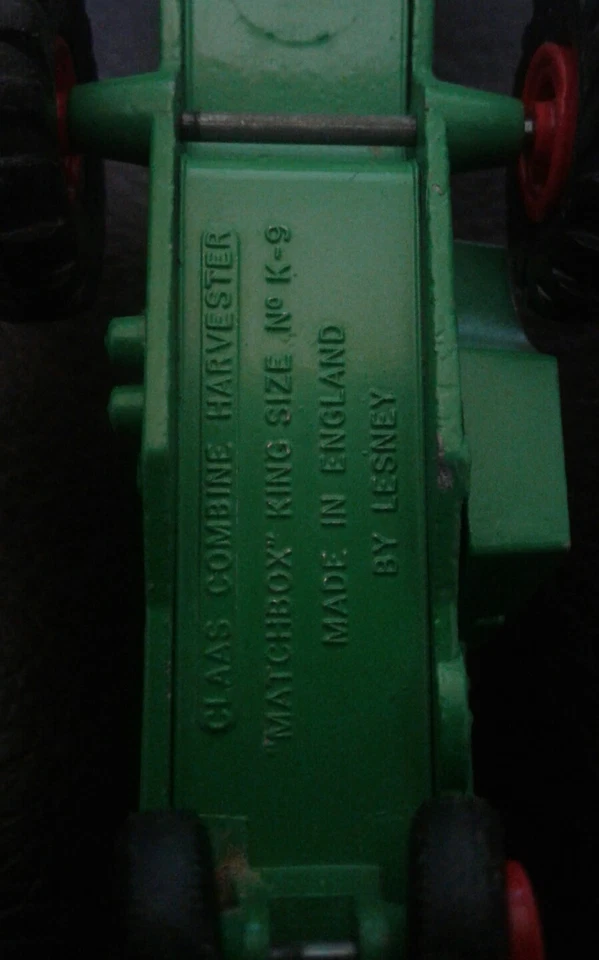 CLAAS COMBINE HARVESTER
"MATCHBOX" KING SIZE Nº K-9
MADE IN ENGLAND
BY LESNEY